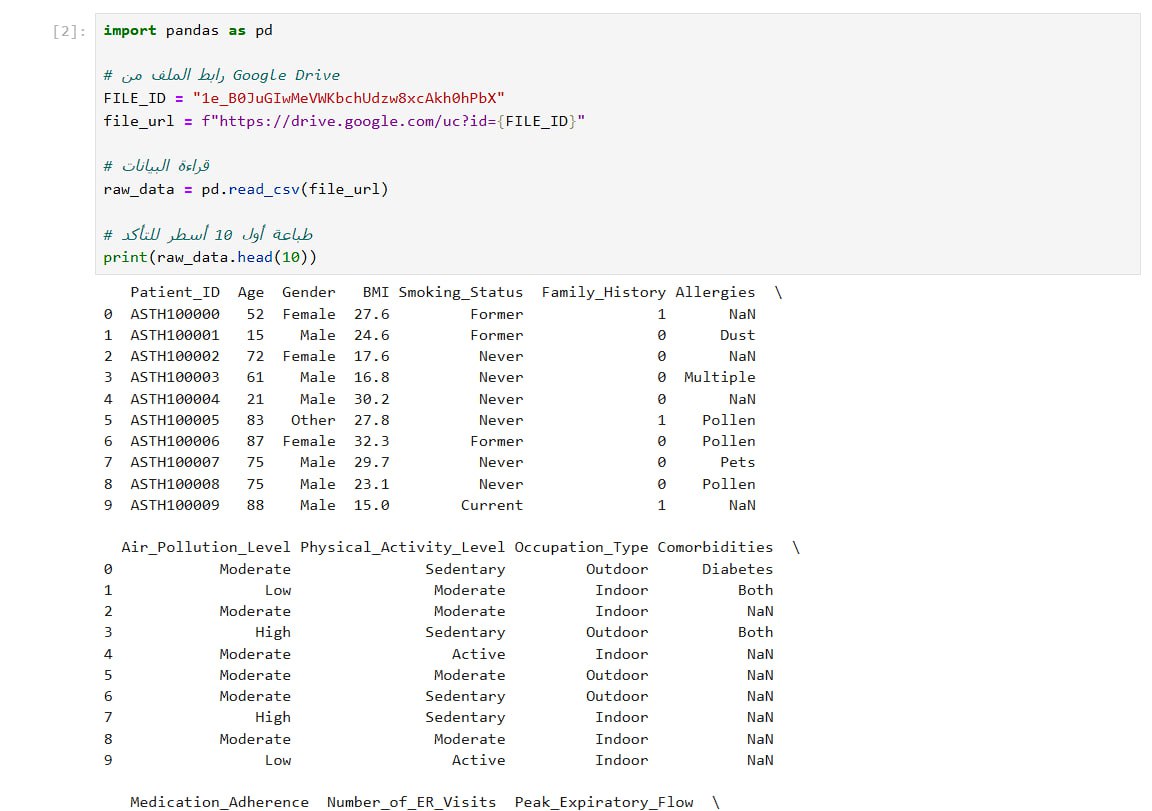 [2]: import pandas as pd
# رابط الملف من Google Drive
FILE_ID = "1e_B0JuGIwMeVWKbchUdzw8xcAkh0hPbX"
file_url = f"https://drive.google.com/uc?id={FILE_ID}"
# قراءة البيانات
raw_data = pd.read_csv(file_url)
# طباعة أول 10 أسطر للتأكد
print(raw_data.head(10))
Patient_ID Age Gender BMI Smoking_Status Family_History Allergies \
0 ASTH100000 52 Female 27.6 Former 1 NaN
1 ASTH100001 15 Male 24.6 Former 0 Dust
2 ASTH100002 72 Female 17.6 Never 0 NaN
3 ASTH100003 61 Male 16.8 Never 0 Multiple
4 ASTH100004 21 Male 30.2 Never 0 NaN
5 ASTH100005 83 Other 27.8 Never 1 Pollen
6 ASTH100006 87 Female 32.3 Former 0 Pollen
7 ASTH100007 75 Male 29.7 Never 0 Pets
8 ASTH100008 75 Male 23.1 Never 0 Pollen
9 ASTH100009 88 Male 15.0 Current 1 NaN
Air_Pollution_Level Physical_Activity_Level Occupation_Type Comorbidities \
0 Moderate Sedentary Outdoor Diabetes
1 Low Moderate Indoor Both
2 Moderate Moderate Indoor NaN
3 High Sedentary Outdoor Both
4 Moderate Active Indoor NaN
5 Moderate Moderate Outdoor NaN
6 Moderate Sedentary Outdoor NaN
7 High Sedentary Indoor NaN
8 Moderate Moderate Indoor NaN
9 Low Active Indoor NaN
Medication_Adherence Number_of_ER_Visits Peak_Expiratory_Flow \